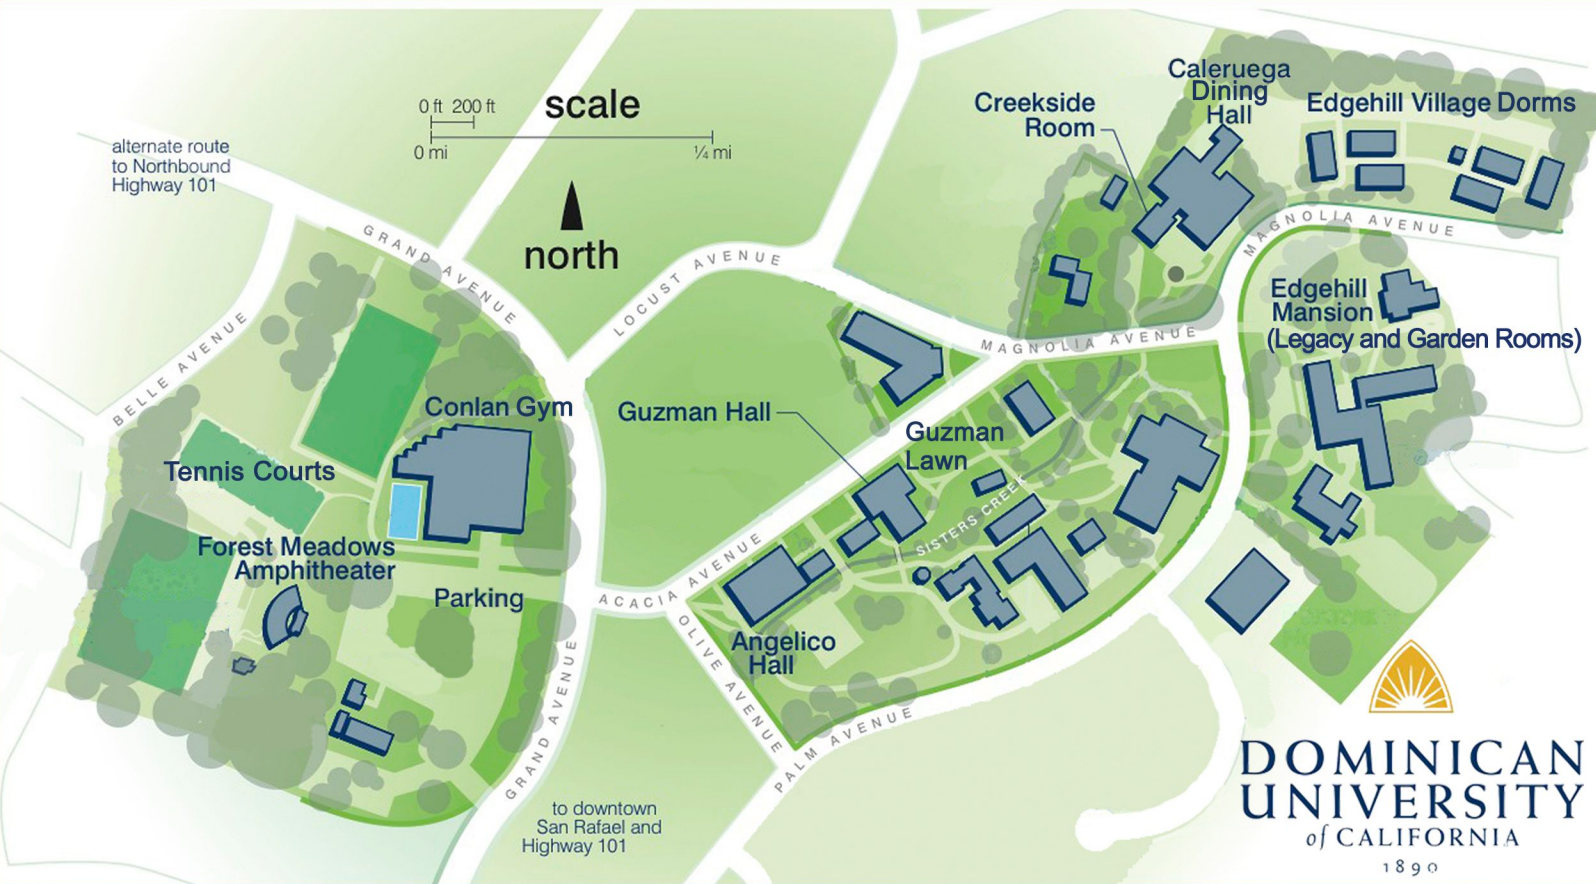 0 ft 200 ft
scale
0 mi
¼ mi
north
alternate route
to Northbound
Highway 101
Creekside
Room
Caleruega
Dining
Hall
Edgehill Village Dorms
GRAND AVENUE
LOCUST AVENUE
MAGNOLIA AVENUE
MAGNOLIA AVENUE
BELLE AVENUE
Edgehill
Mansion
(Legacy and Garden Rooms)
Conlan Gym
Guzman Hall
Guzman
Lawn
Tennis Courts
SISTERS CREEK
Forest Meadows
Amphitheater
Parking
ACACIA AVENUE
OLIVE AVENUE
Angelico
Hall
GRAND AVENUE
PALM AVENUE
to downtown
San Rafael and
Highway 101
DOMINICAN
UNIVERSITY
of CALIFORNIA
1890